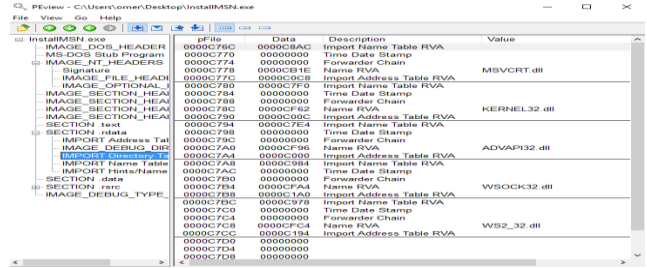 PEview - C:\Users\omer\Desktop\InstallMSN.exe
File View Go Help
InstallMSN.exe
IMAGE_DOS_HEADER
MS-DOS Stub Program
IMAGE_NT_HEADERS
Signature
IMAGE_FILE_HEADI
IMAGE_OPTIONAL_I
IMAGE_SECTION_HEAI
IMAGE_SECTION_HEAI
IMAGE_SECTION_HEAI
IMAGE_SECTION_HEAI
SECTION .text
SECTION .rdata
IMPORT Address Tal
IMAGE_DEBUG_DIR
IMPORT Directory Ta
IMPORT Name Table
IMPORT Hints/Name
SECTION .data
SECTION .rsrc
IMAGE_DEBUG_TYPE_
pFile Data Description Value
0000C76C 0000C8AC Import Name Table RVA
0000C770 00000000 Time Date Stamp
0000C774 00000000 Forwarder Chain
0000C778 0000CB1E Name RVA MSVCRT.dll
0000C77C 0000C0C8 Import Address Table RVA
0000C780 0000C7F0 Import Name Table RVA
0000C784 00000000 Time Date Stamp
0000C788 00000000 Forwarder Chain
0000C78C 0000CF62 Name RVA KERNEL32.dll
0000C790 0000C00C Import Address Table RVA
0000C794 0000C7E4 Import Name Table RVA
0000C798 00000000 Time Date Stamp
0000C79C 00000000 Forwarder Chain
0000C7A0 0000CF96 Name RVA ADVAPI32.dll
0000C7A4 0000C000 Import Address Table RVA
0000C7A8 0000C984 Import Name Table RVA
0000C7AC 00000000 Time Date Stamp
0000C7B0 00000000 Forwarder Chain
0000C7B4 0000CFA4 Name RVA WSOCK32.dll
0000C7B8 0000C1A0 Import Address Table RVA
0000C7BC 0000C978 Import Name Table RVA
0000C7C0 00000000 Time Date Stamp
0000C7C4 00000000 Forwarder Chain
0000C7C8 0000CFC4 Name RVA WS2_32.dll
0000C7CC 0000C194 Import Address Table RVA
0000C7D0 00000000
0000C7D4 00000000
0000C7D8 00000000